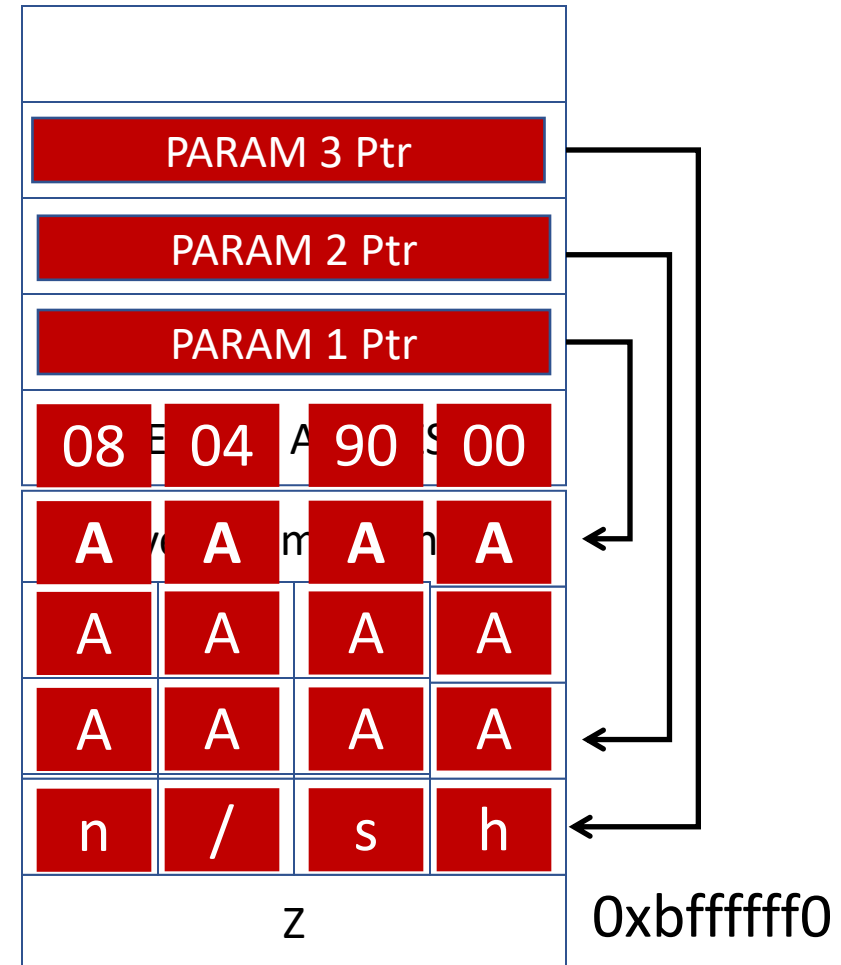 PARAM 3 Ptr
PARAM 2 Ptr
PARAM 1 Ptr
08 04 90 00
A A A A
A A A A
A A A A
n / s h
Z 0xbffffff0